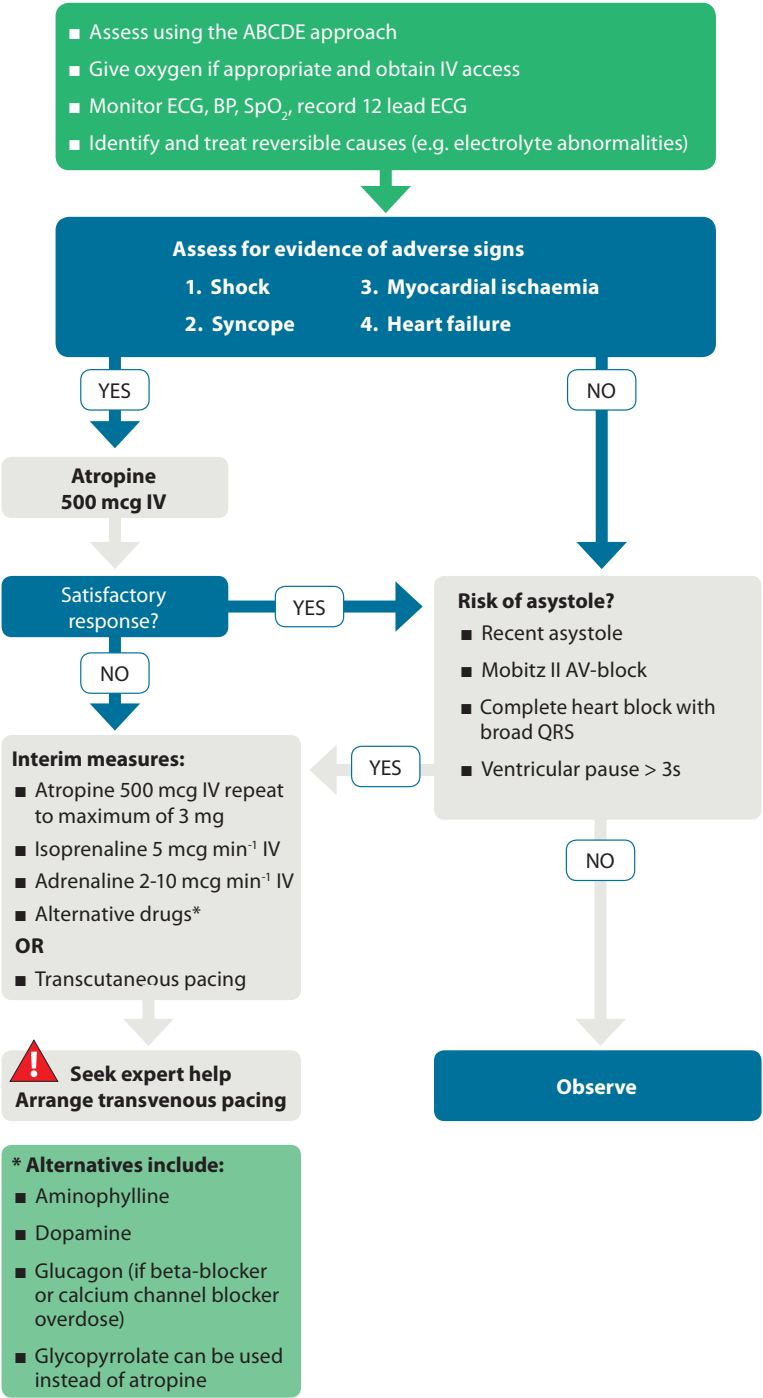 ■ Assess using the ABCDE approach
■ Give oxygen if appropriate and obtain IV access
■ Monitor ECG, BP, SpO₂, record 12 lead ECG
■ Identify and treat reversible causes (e.g. electrolyte abnormalities)
Assess for evidence of adverse signs
1. Shock 3. Myocardial ischaemia
2. Syncope 4. Heart failure
YES
NO
Atropine
500 mcg IV
Satisfactory
response?
YES
NO
Risk of asystole?
■ Recent asystole
■ Mobitz II AV-block
■ Complete heart block with
broad QRS
■ Ventricular pause > 3s
YES
NO
Interim measures:
■ Atropine 500 mcg IV repeat
to maximum of 3 mg
■ Isoprenaline 5 mcg min⁻¹ IV
■ Adrenaline 2-10 mcg min⁻¹ IV
■ Alternative drugs*
OR
■ Transcutaneous pacing
! Seek expert help
Arrange transvenous pacing
Observe
* Alternatives include:
■ Aminophylline
■ Dopamine
■ Glucagon (if beta-blocker
or calcium channel blocker
overdose)
■ Glycopyrrolate can be used
instead of atropine